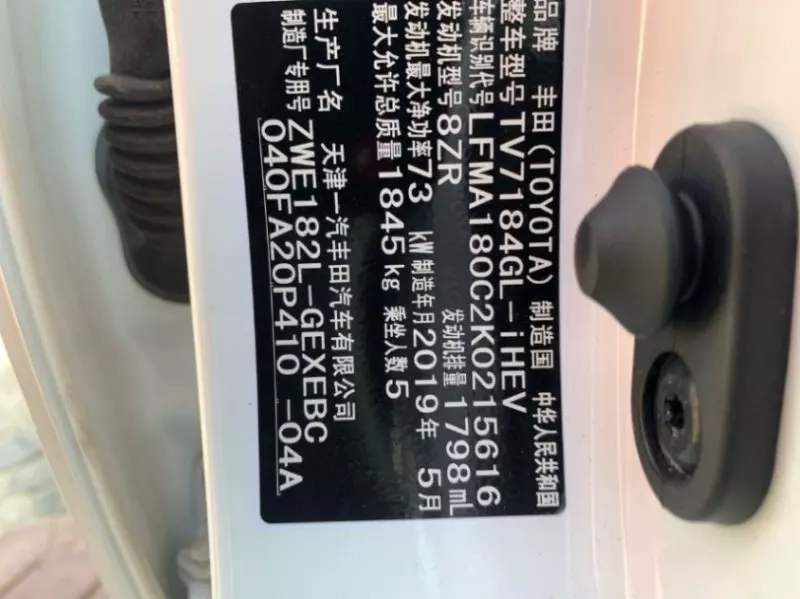 品牌 丰田(TOYOTA) 制造国 中华人民共和国
整车型号 TV7184GL-iHEV
车辆识别代号 LFMA180C2K0215616
发动机型号 8ZR 发动机排量 1798mL
发动机最大净功率 73 kW 制造年月 2019年 5月
最大允许总质量 1845kg 乘坐人数 5
生产厂名 天津一汽丰田汽车有限公司
制造厂专用号 ZWE182L-GEXEBC
040FA20P410 -04A